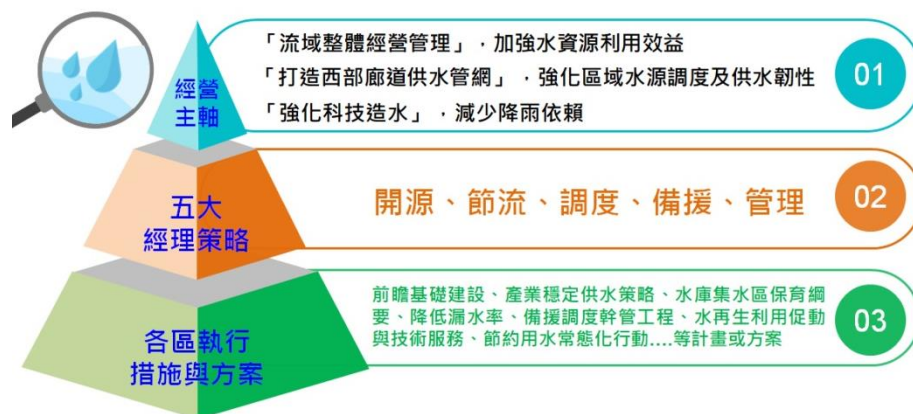 經營
主軸
「流域整體經營管理」，加強水資源利用效益
「打造西部廊道供水管網」，強化區域水源調度及供水韌性
「強化科技造水」，減少降雨依賴
01
五大
經理策略
開源、節流、調度、備援、管理
02
各區執行
措施與方案
前瞻基礎建設、產業穩定供水策略、水庫集水區保育綱
要、降低漏水率、備援調度幹管工程、水再生利用促動
與技術服務、節約用水常態化行動....等計畫或方案
03